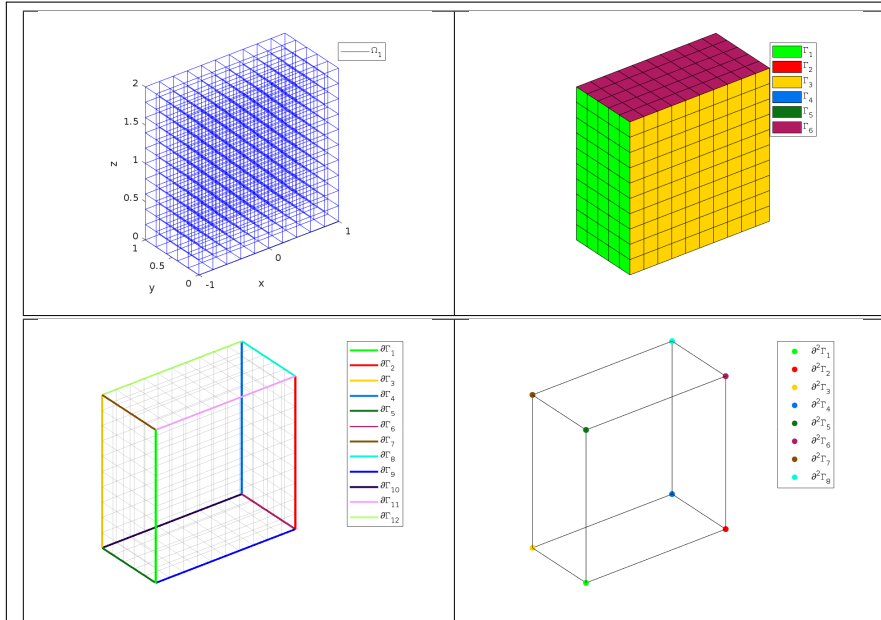 Ω₁
2
1.5
1
0.5
0
z
1
0.5
0
y
-1
0
1
x
Γ₁
Γ₂
Γ₃
Γ₄
Γ₅
Γ₆
∂Γ₁
∂Γ₂
∂Γ₃
∂Γ₄
∂Γ₅
∂Γ₆
∂Γ₇
∂Γ₈
∂Γ₉
∂Γ₁₀
∂Γ₁₁
∂Γ₁₂
∂²Γ₁
∂²Γ₂
∂²Γ₃
∂²Γ₄
∂²Γ₅
∂²Γ₆
∂²Γ₇
∂²Γ₈